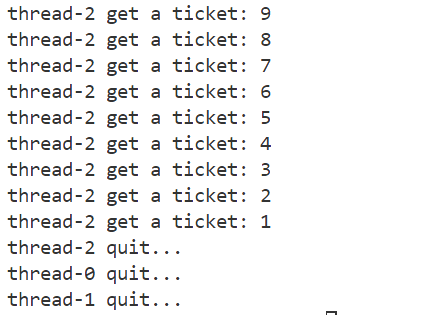 thread-2 get a ticket: 9
thread-2 get a ticket: 8
thread-2 get a ticket: 7
thread-2 get a ticket: 6
thread-2 get a ticket: 5
thread-2 get a ticket: 4
thread-2 get a ticket: 3
thread-2 get a ticket: 2
thread-2 get a ticket: 1
thread-2 quit...
thread-0 quit...
thread-1 quit...